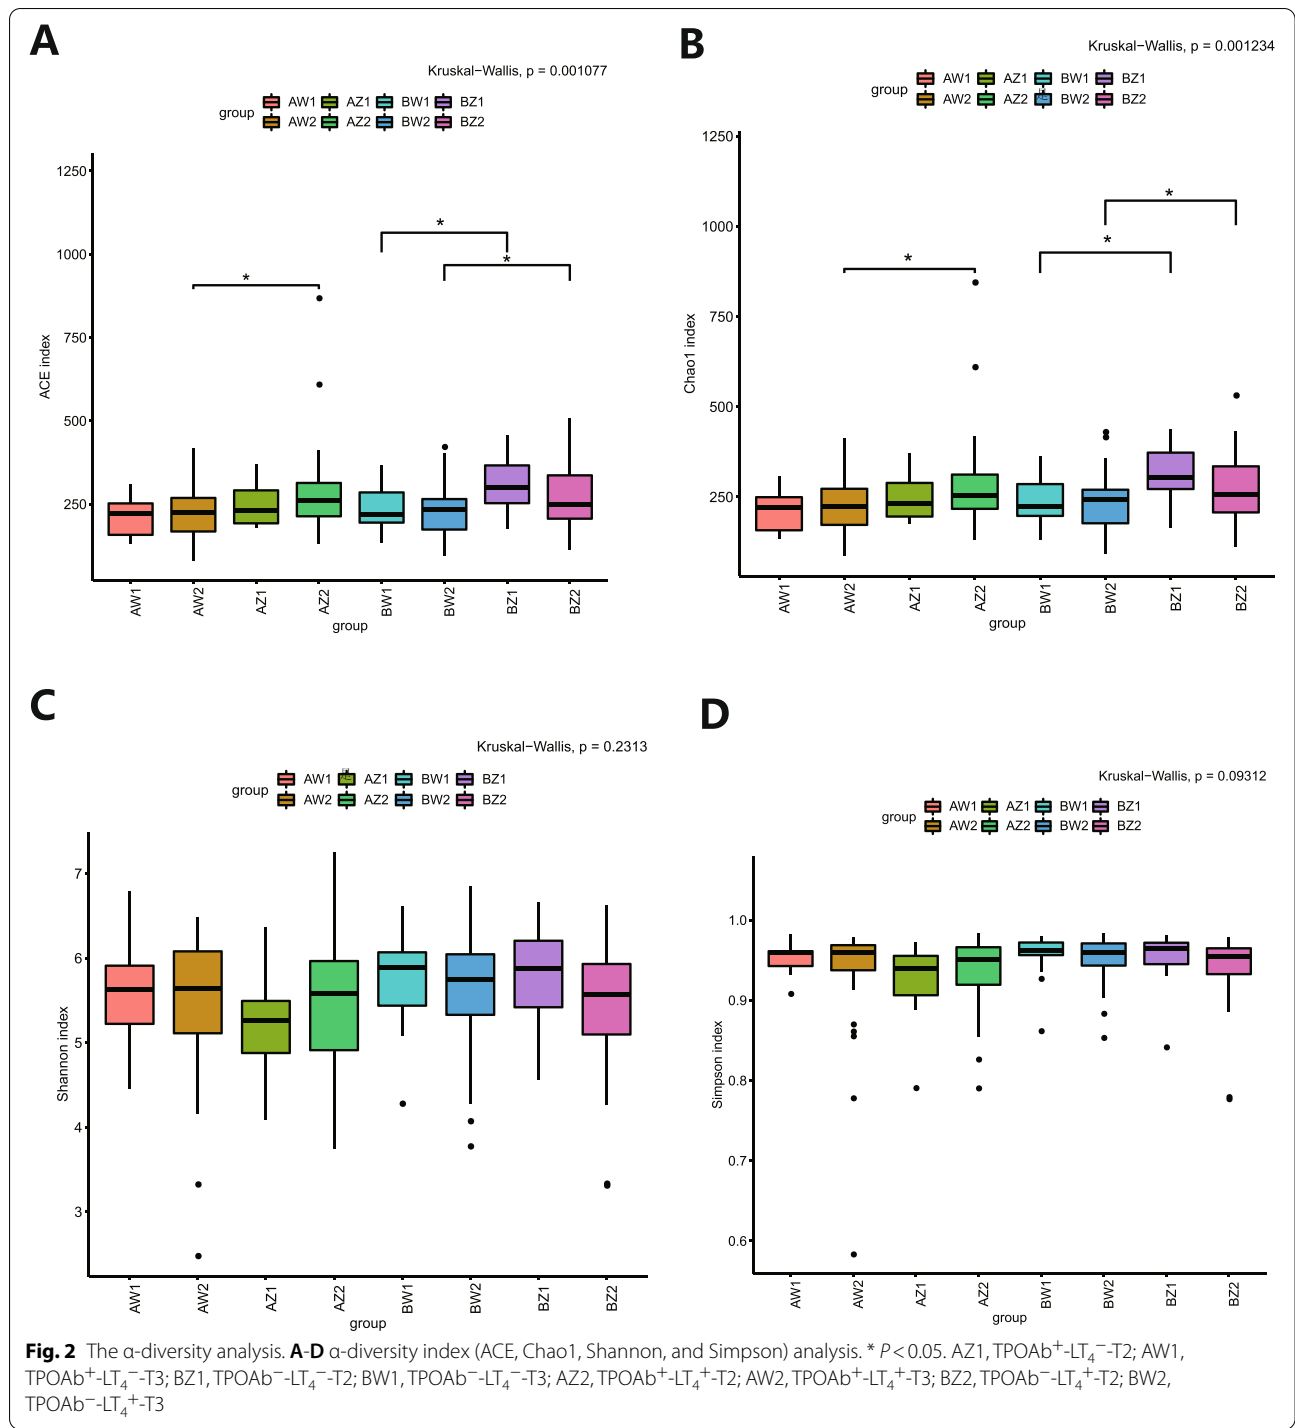 A
Kruskal−Wallis, p = 0.001077
group
AW1 AZ1 BW1 BZ1
AW2 AZ2 BW2 BZ2
1250
1000
750
500
250
ACE index
*
*
*
AW1 AW2 AZ1 AZ2 BW1 BW2 BZ1 BZ2
group
B
Kruskal−Wallis, p = 0.001234
group
AW1 AZ1 BW1 BZ1
AW2 AZ2 BW2 BZ2
1250
1000
750
500
250
Chao1 index
*
*
*
AW1 AW2 AZ1 AZ2 BW1 BW2 BZ1 BZ2
group
C
Kruskal−Wallis, p = 0.2313
group
AW1 AZ1 BW1 BZ1
AW2 AZ2 BW2 BZ2
7
6
5
4
3
Shannon index
AW1 AW2 AZ1 AZ2 BW1 BW2 BZ1 BZ2
group
D
Kruskal−Wallis, p = 0.09312
group
AW1 AZ1 BW1 BZ1
AW2 AZ2 BW2 BZ2
1.0
0.9
0.8
0.7
0.6
Simpson index
AW1 AW2 AZ1 AZ2 BW1 BW2 BZ1 BZ2
Fig. 2 The α-diversity analysis. A-D α-diversity index (ACE, Chao1, Shannon, and Simpson) analysis. * P < 0.05. AZ1, TPOAb⁺-LT₄⁻-T2; AW1,
TPOAb⁺-LT₄⁻-T3; BZ1, TPOAb⁻-LT₄⁻-T2; BW1, TPOAb⁻-LT₄⁻-T3; AZ2, TPOAb⁺-LT₄⁺-T2; AW2, TPOAb⁺-LT₄⁺-T3; BZ2, TPOAb⁻-LT₄⁺-T2; BW2,
TPOAb⁻-LT₄⁺-T3